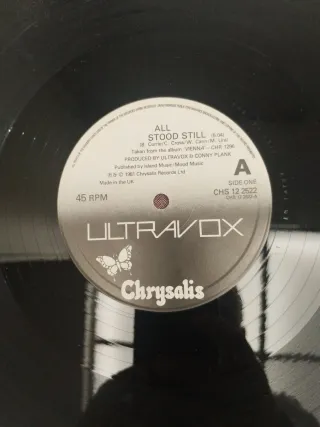 ALL
STOOD STILL (5.04)
(B. Currie/C. Cross/W. Cann/M. Ure)
Taken from the album 'VIENNA' - CHR 1296
PRODUCED BY ULTRAVOX & CONNY PLANK
Published by Island Music/Mood Music
℗ & © 1981 Chrysalis Records Ltd
Made in the UK
A
SIDE ONE
45 RPM
CHS 12 2522
ULTRAVOX
Chrysalis